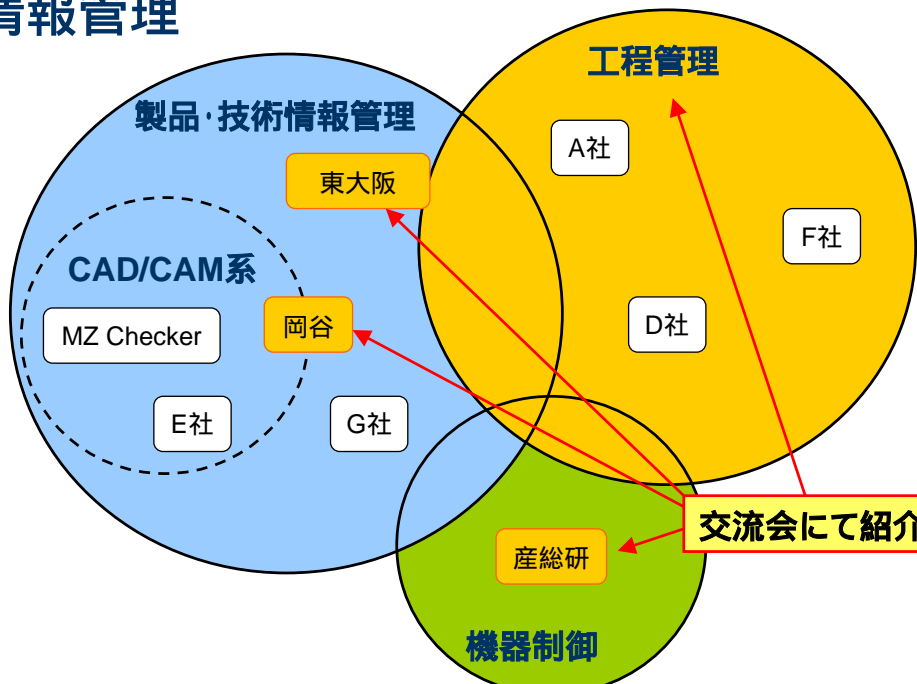 情報管理
工程管理
製品･技術情報管理
A社
東大阪
F社
CAD/CAM系
岡谷
D社
MZ Checker
E社
G社
交流会にて紹介
産総研
機器制御